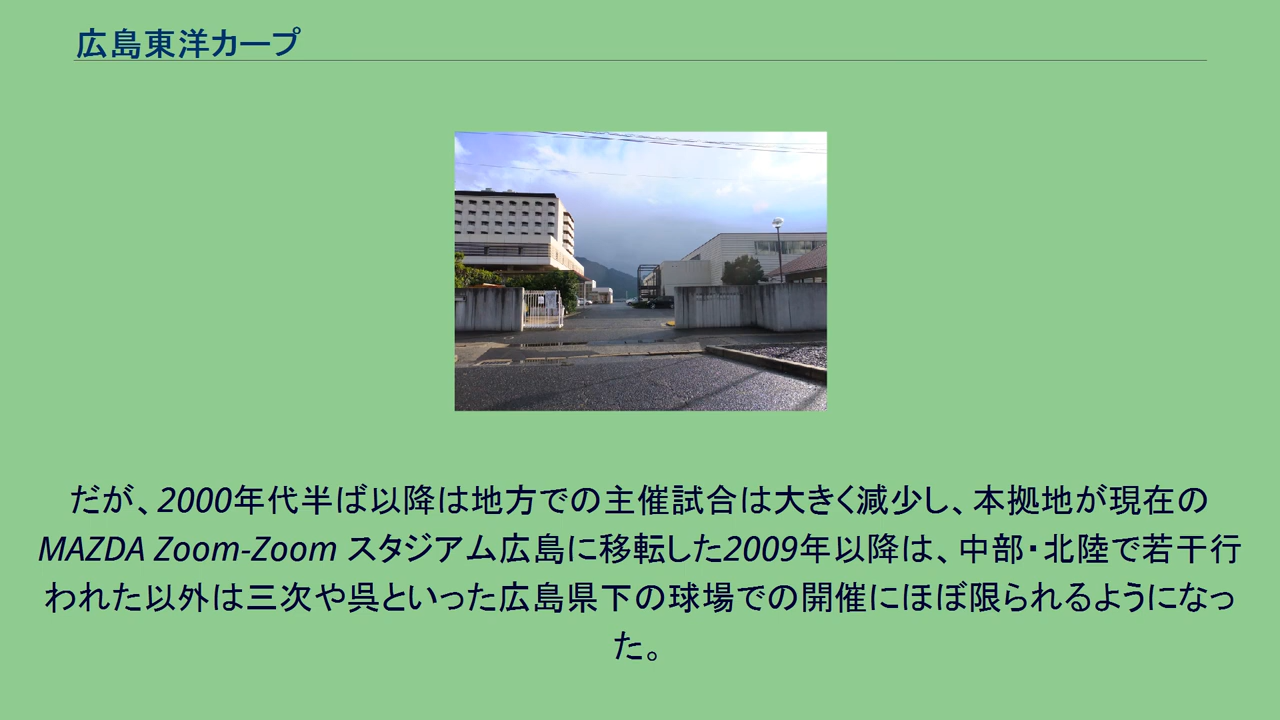 広島東洋カープ
だが、2000年代半ば以降は地方での主催試合は大きく減少し、本拠地が現在の
MAZDA Zoom-Zoom スタジアム広島に移転した2009年以降は、中部・北陸で若干行
われた以外は三次や呉といった広島県下の球場での開催にほぼ限られるようになっ
た。